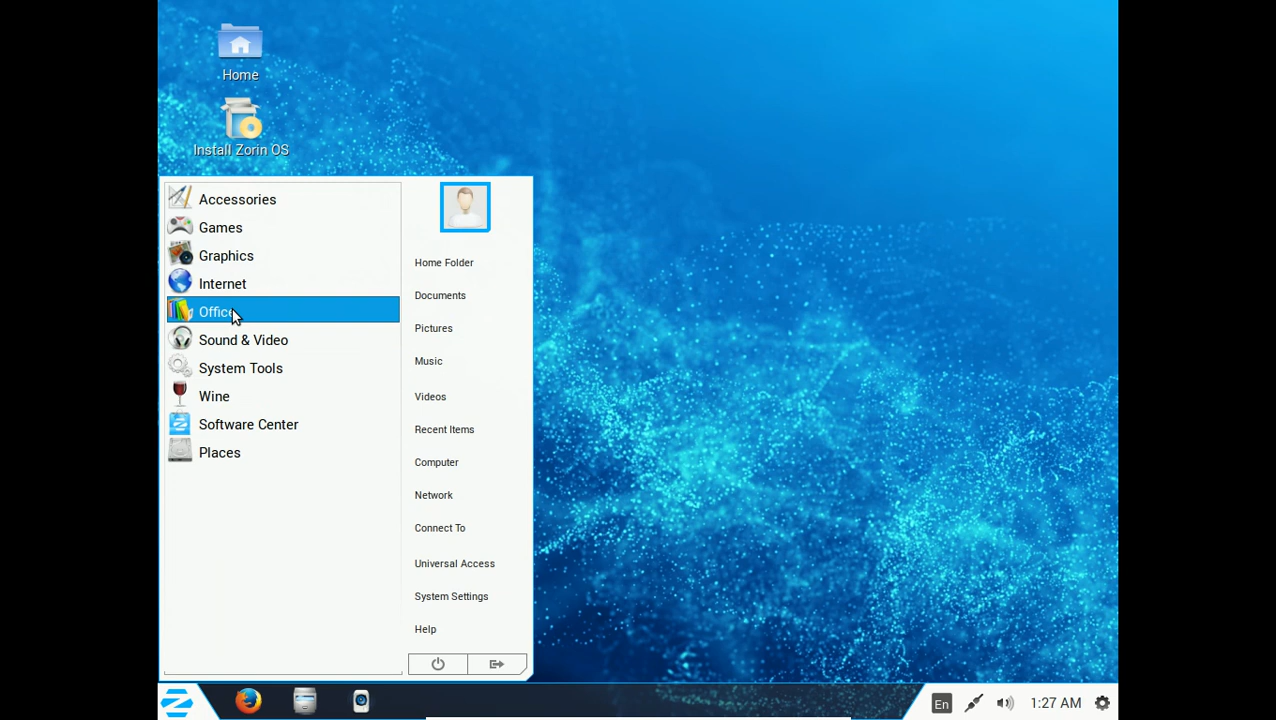 Home
Install Zorin OS
Accessories
Games
Graphics
Internet
Office
Sound & Video
System Tools
Wine
Software Center
Places
Home Folder
Documents
Pictures
Music
Videos
Recent Items
Computer
Network
Connect To
Universal Access
System Settings
Help
En
1:27 AM